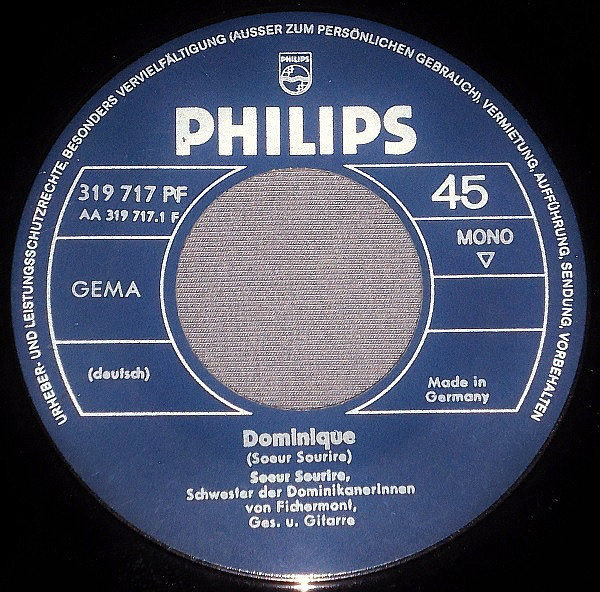 URHEBER- UND LEISTUNGSSCHUTZRECHTE, BESONDERS VERVIELFÄLTIGUNG (AUSSER ZUM PERSÖNLICHEN GEBRAUCH), VERMIETUNG, AUFFÜHRUNG, SENDUNG, VORBEHALTEN
PHILIPS
PHILIPS
319 717 PF
AA 319 717.1 F
45
MONO
GEMA
(deutsch)
Made in
Germany
Dominique
(Soeur Sourire)
Soeur Sourire,
Schwester der Dominikanerinnen
von Fichermont,
Ges. u. Gitarre